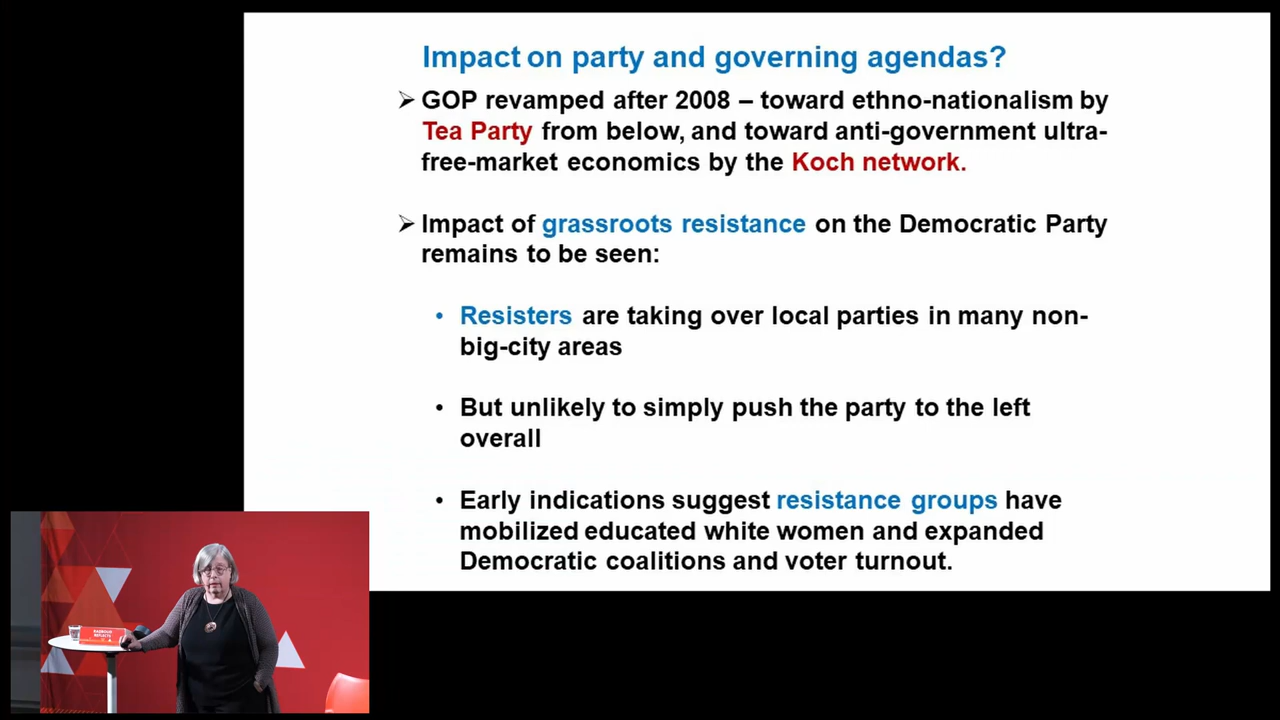 Impact on party and governing agendas?
GOP revamped after 2008 – toward ethno-nationalism by
Tea Party from below, and toward anti-government ultra-
free-market economics by the Koch network.
Impact of grassroots resistance on the Democratic Party
remains to be seen:
Resisters are taking over local parties in many non-
big-city areas
But unlikely to simply push the party to the left
overall
Early indications suggest resistance groups have
mobilized educated white women and expanded
Democratic coalitions and voter turnout.
RADBOUD
REFLECTS